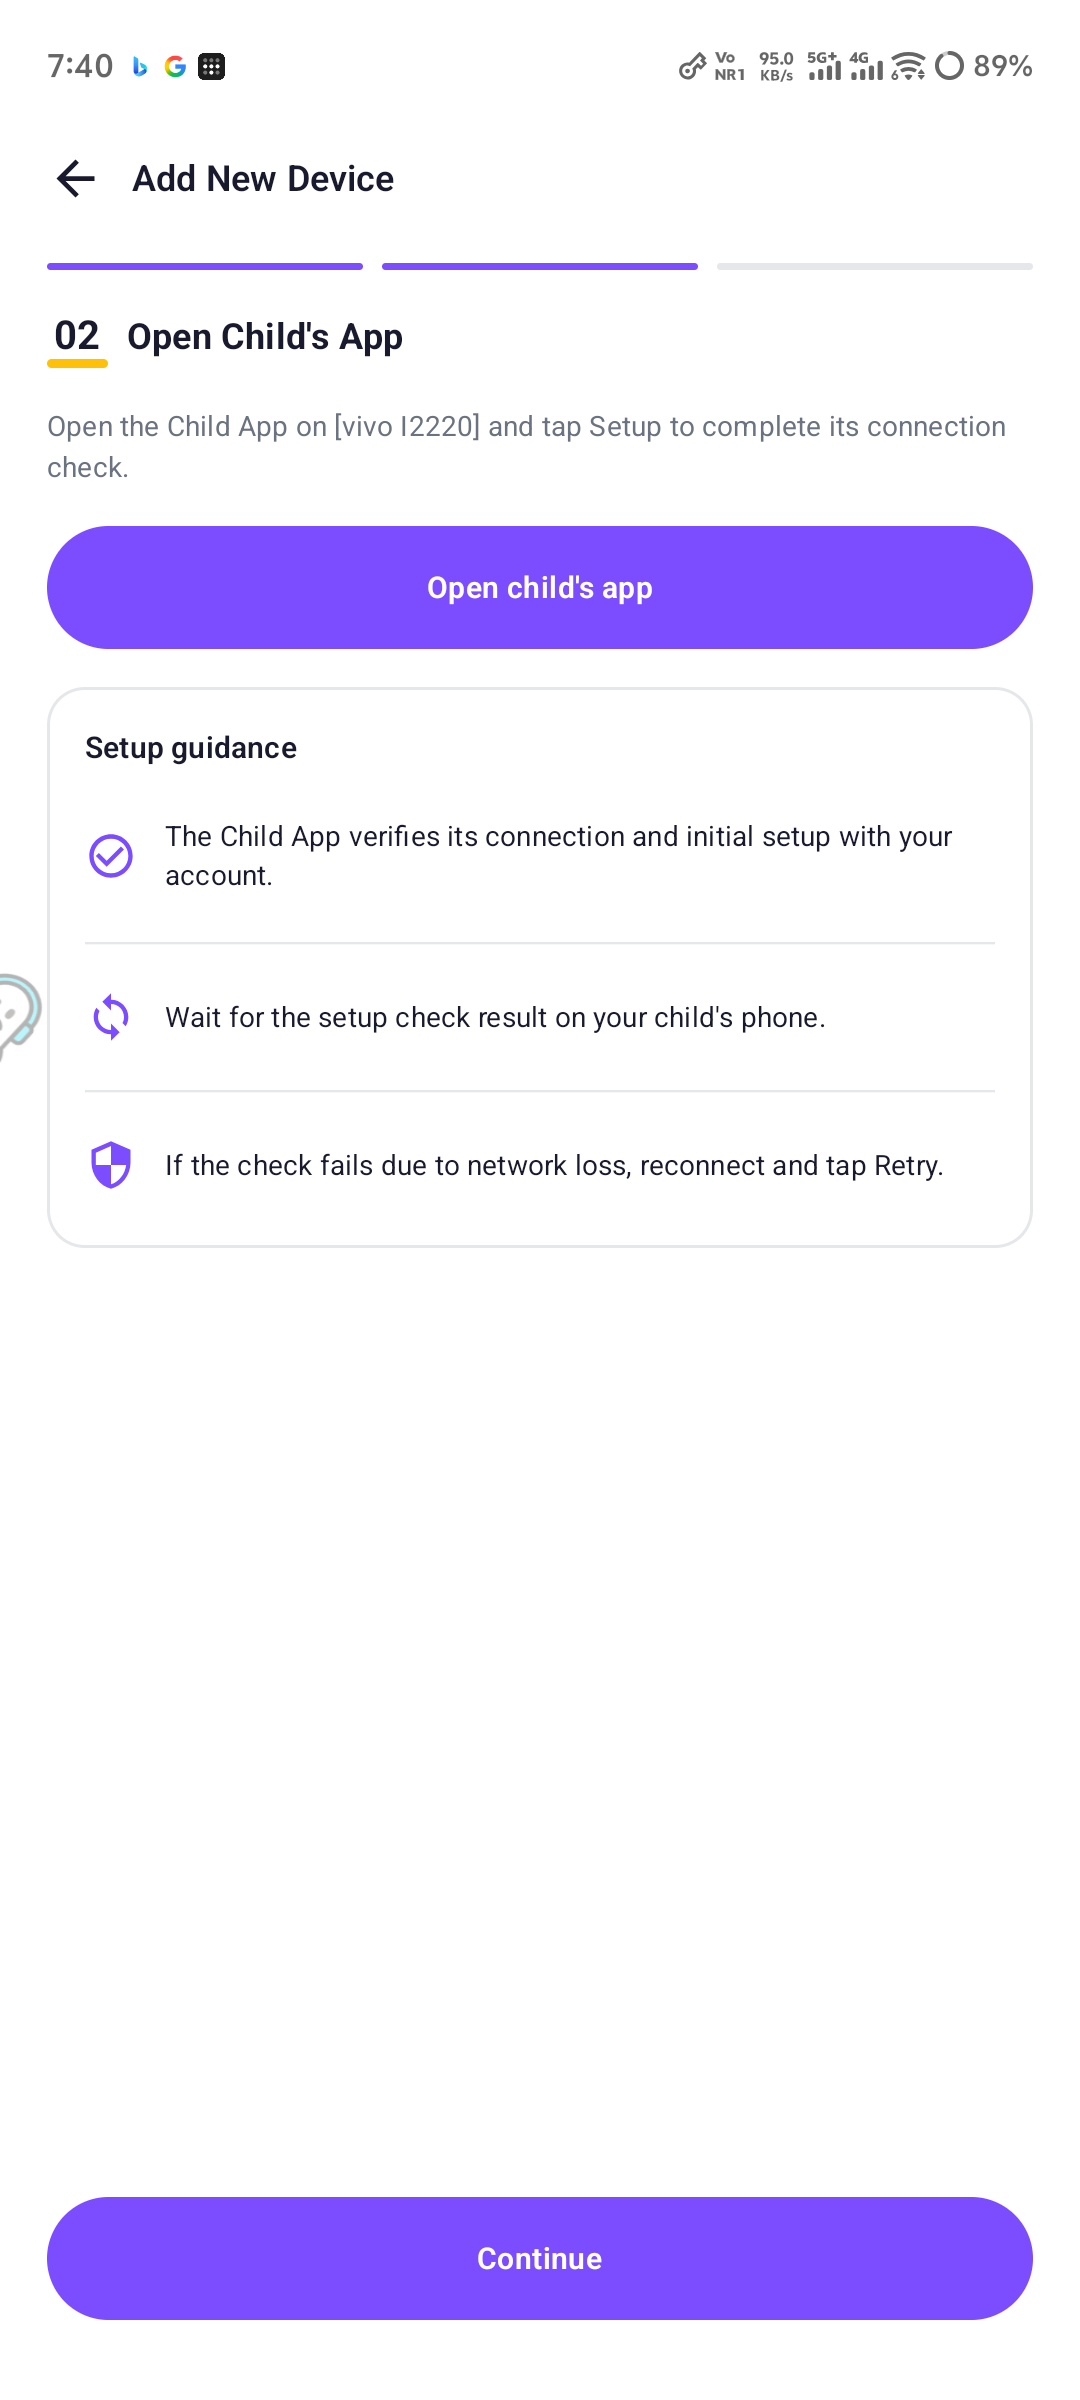 7:40
Vo
NR1
95.0
KB/s
5G+
4G
6
89%
Add New Device
02 Open Child's App
Open the Child App on [vivo I2220] and tap Setup to complete its connection
check.
Open child's app
Setup guidance
The Child App verifies its connection and initial setup with your
account.
Wait for the setup check result on your child's phone.
If the check fails due to network loss, reconnect and tap Retry.
Continue